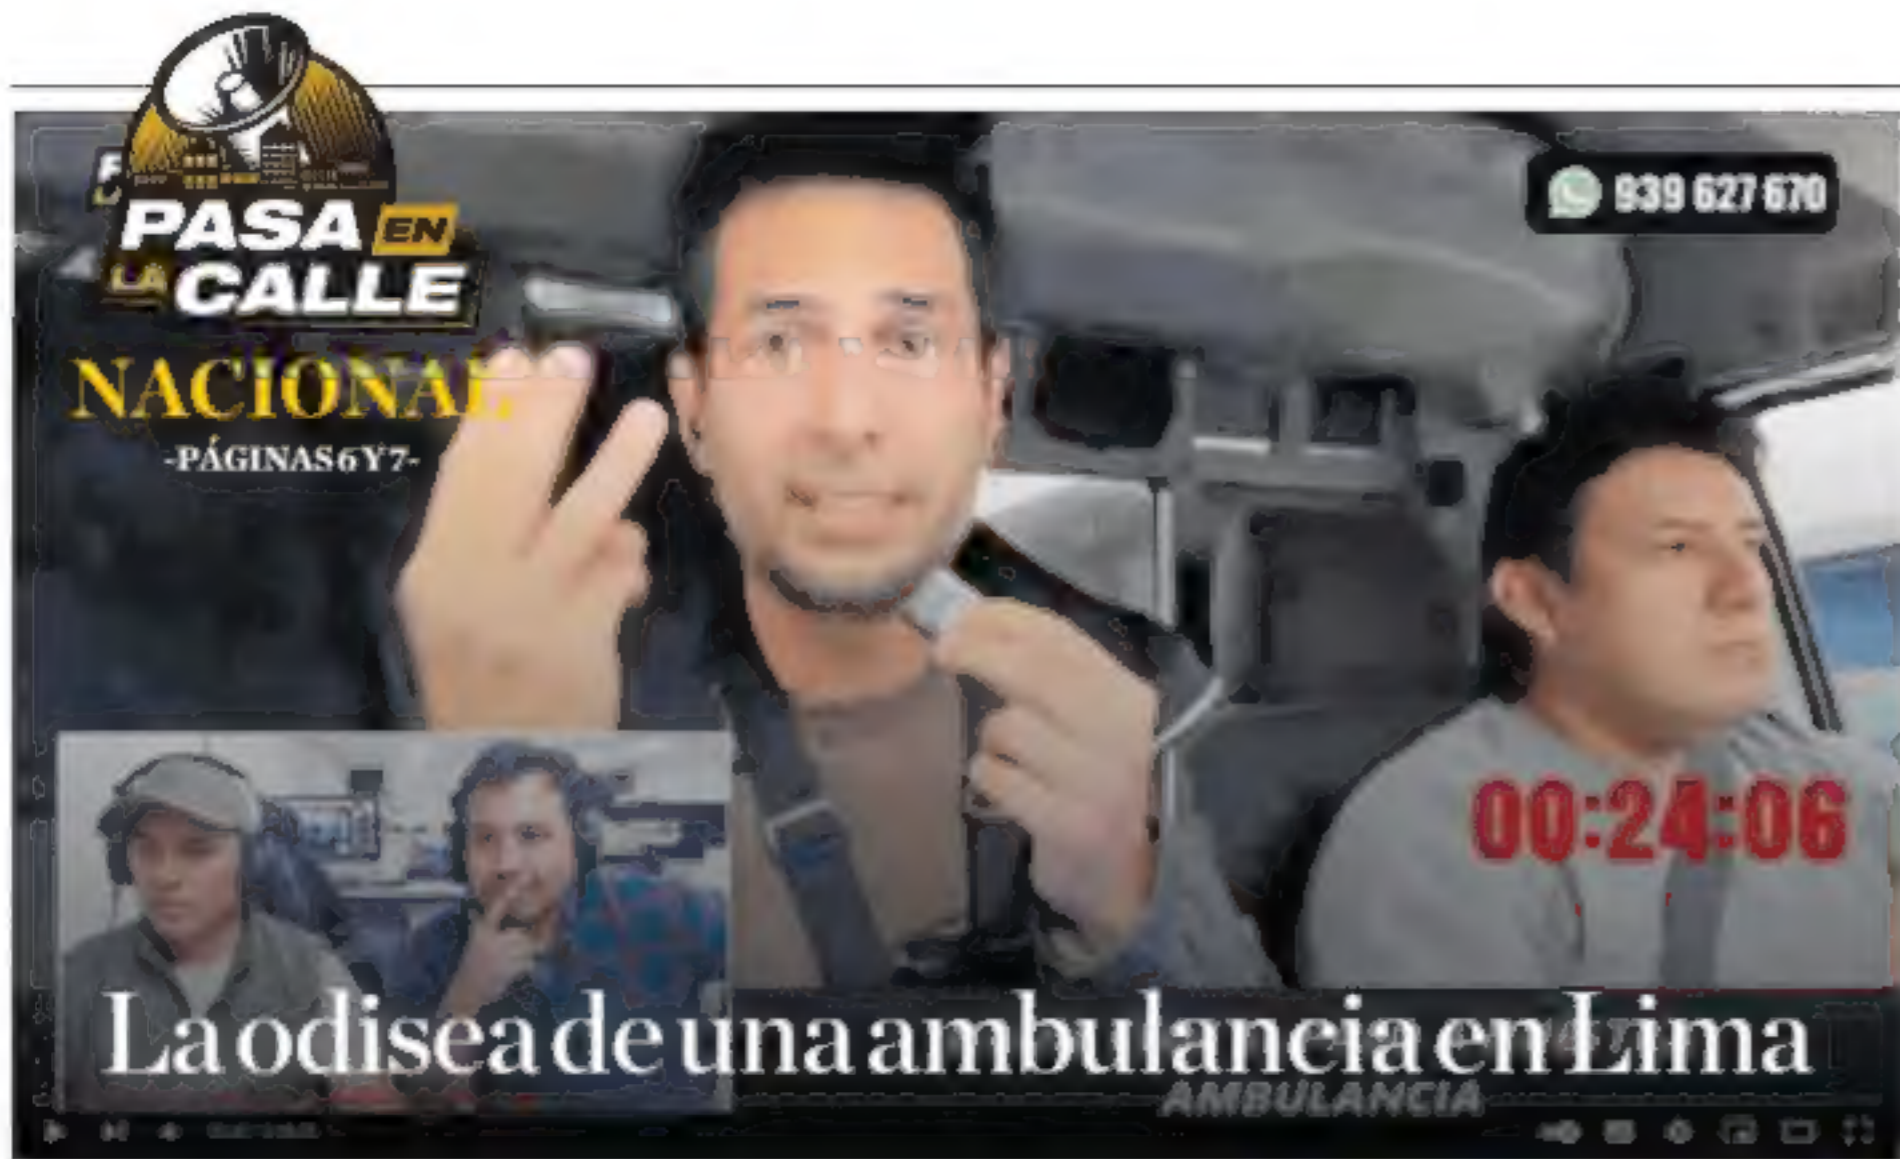 PASA EN
LA CALLE
939 627 670
NACIONAL
-PÁGINAS 6 Y 7-
00:24:06
La odisea de una ambulancia en Lima
AMBULANCIA